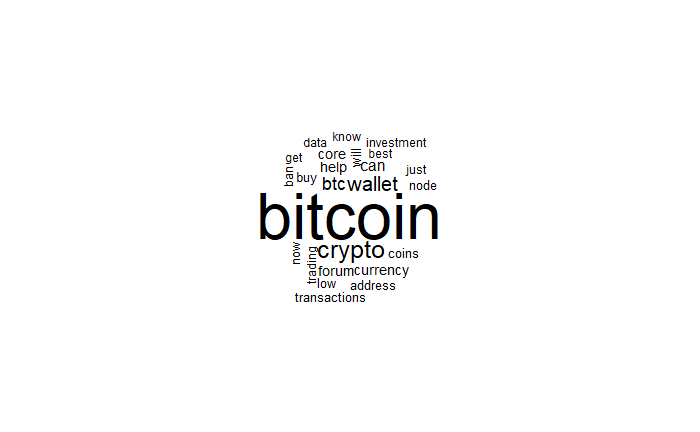 know
data
investment
core
will
best
get
help
can
just
ban
buy
btc
wallet
node
bitcoin
now
trading
crypto
coins
forum
currency
low
address
transactions